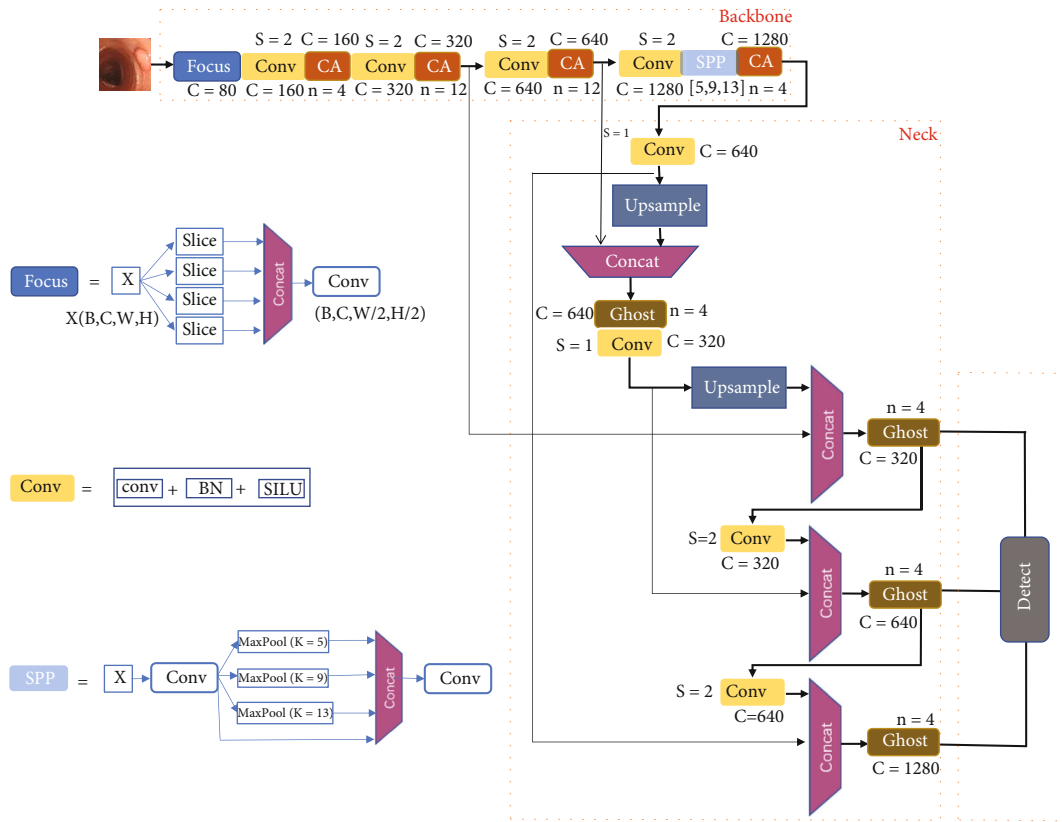 Backbone
S = 2 C = 160 S = 2 C = 320 S = 2 C = 640 S = 2 C = 1280
Focus Conv CA Conv CA Conv CA Conv SPP CA
C = 80 C = 160 n = 4 C = 320 n = 12 C = 640 n = 12 C = 1280 [5,9,13] n = 4
Neck
S = 1 Conv C = 640
Upsample
Concat
C = 640 Ghost n = 4
S = 1 Conv C = 320
Upsample
Concat
n = 4
Ghost
C = 320
S=2 Conv
C = 320
Concat
n = 4
Ghost
C = 640
S = 2 Conv
C=640
Concat
n = 4
Ghost
C = 1280
Detect
Focus = X
X(B,C,W,H)
Slice
Slice
Slice
Slice
Concat
Conv
(B,C,W/2,H/2)
Conv = conv + BN + SILU
SPP = X Conv
MaxPool (K = 5)
MaxPool (K = 9)
MaxPool (K = 13)
Concat
Conv